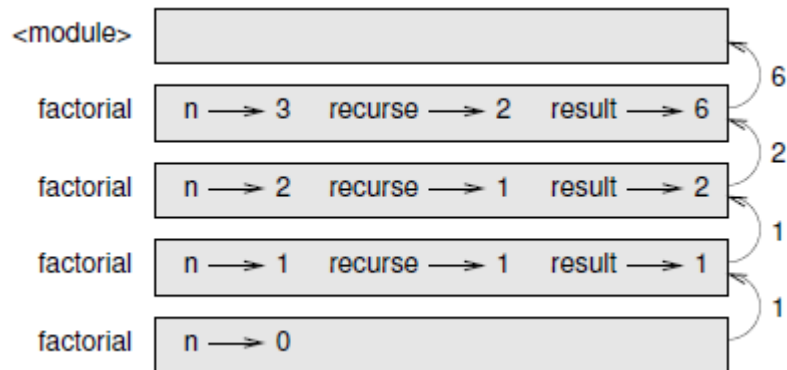 <module>
6
factorial n 3 recurse 2 result 6
2
factorial n 2 recurse 1 result 2
1
factorial n 1 recurse 1 result 1
1
factorial n 0